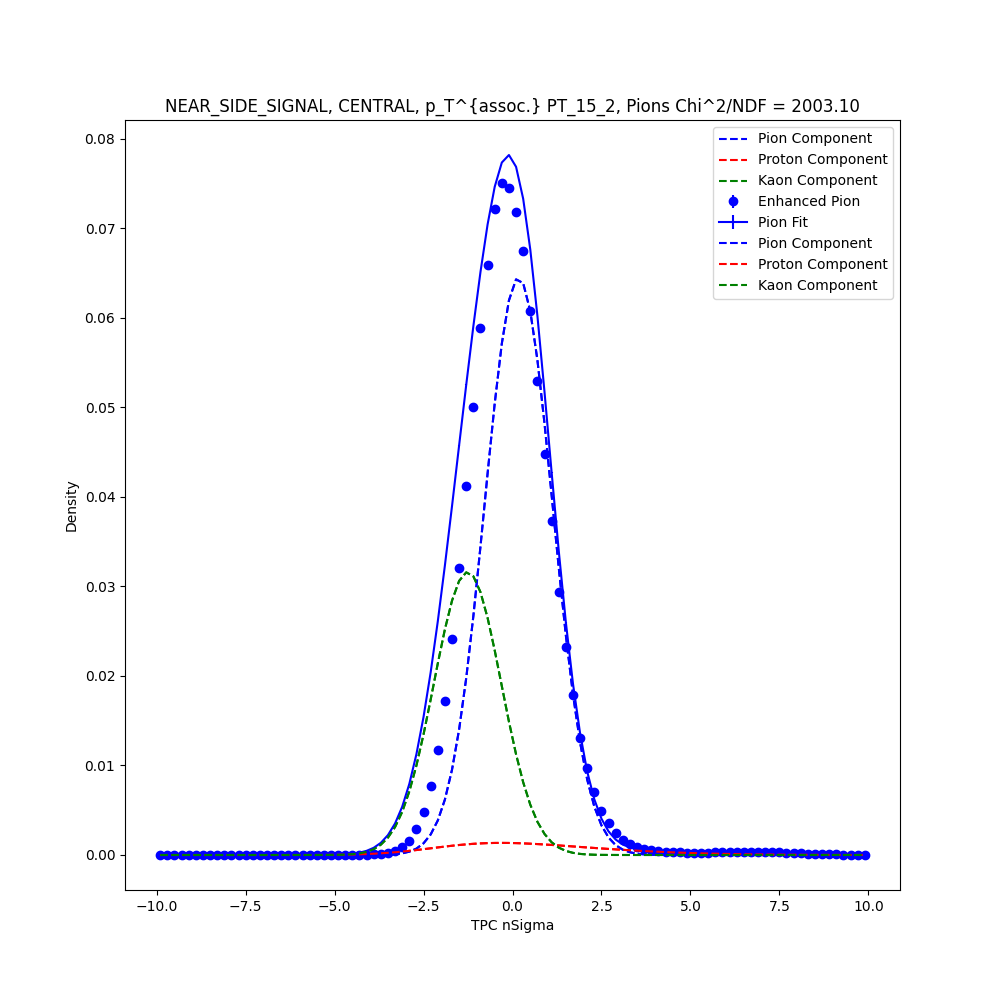 NEAR_SIDE_SIGNAL, CENTRAL, p_T^{assoc.} PT_15_2, Pions Chi^2/NDF = 2003.10
Pion Component
Proton Component
Kaon Component
Enhanced Pion
Pion Fit
Pion Component
Proton Component
Kaon Component
0.08
0.07
0.06
0.05
0.04
0.03
0.02
0.01
0.00
Density
−10.0 −7.5 −5.0 −2.5 0.0 2.5 5.0 7.5 10.0
TPC nSigma